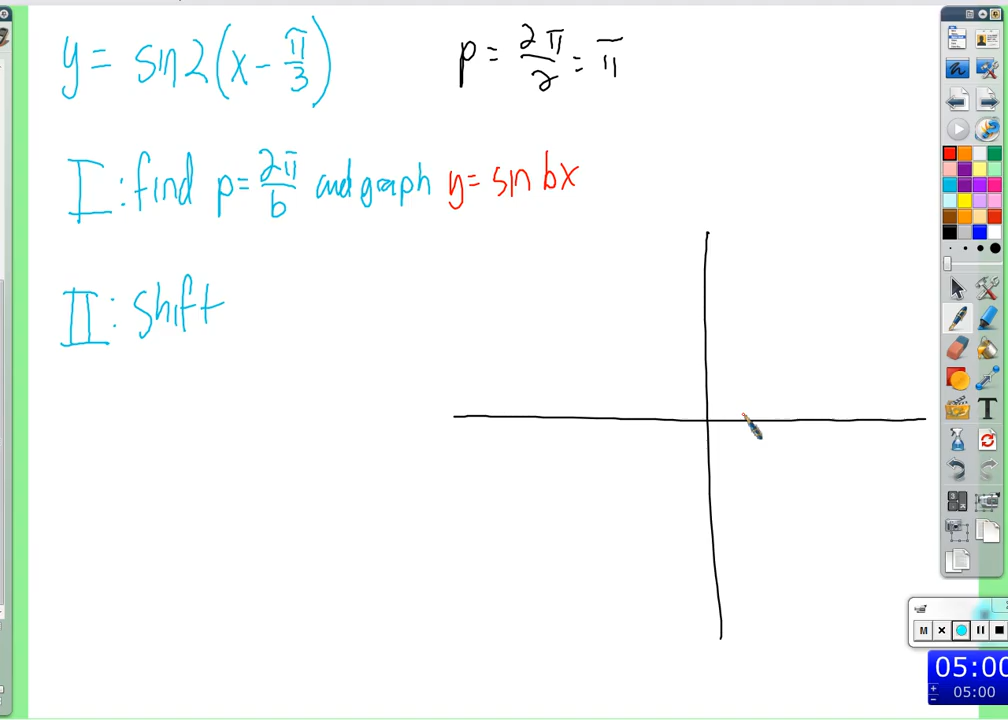 y = sin 2(x - π/3)
p = 2π/2 = π
I: find p = 2π/b and graph y = sin bx
II: shift
T
M
05:00
05:00